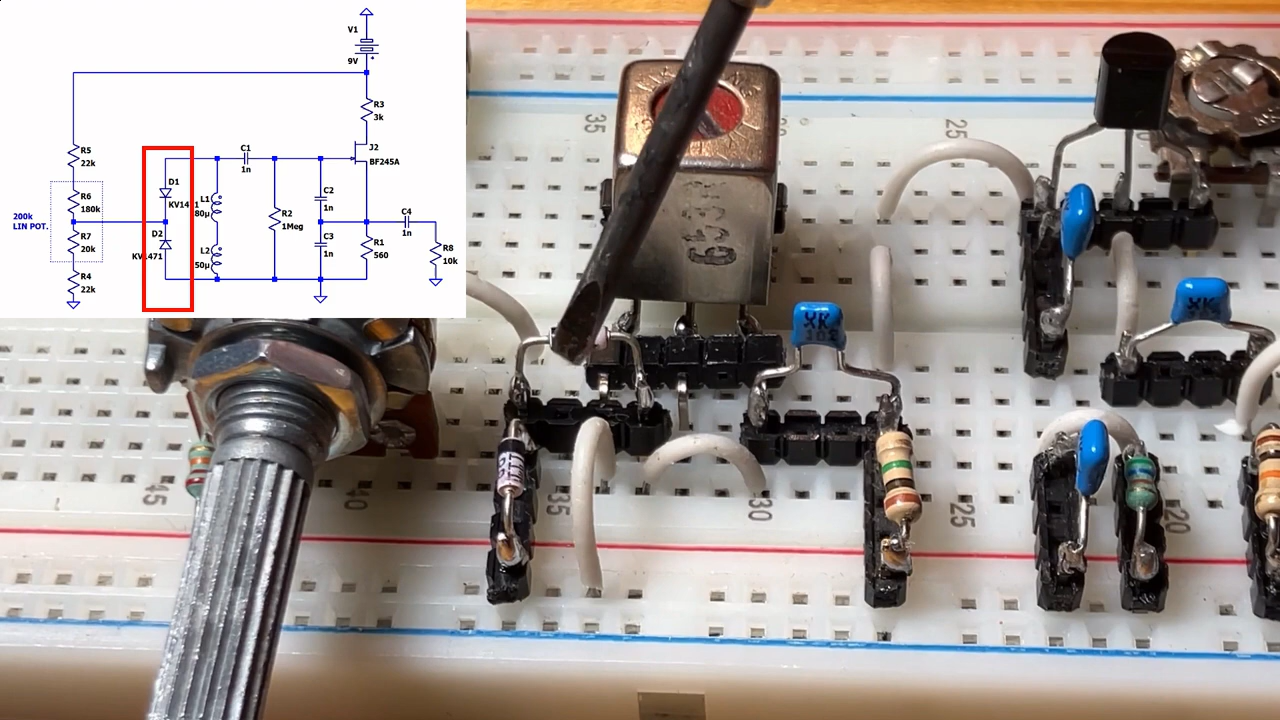 V1
9V
R3
3k
J2
BF245A
C1
1n
R5
22k
D1
KV1471
L1
80µ
R6
180k
200k
LIN POT.
R2
1Meg
C2
1n
C4
1n
R7
20k
D2
KV1471
L2
50µ
C3
1n
R1
560
R8
10k
R4
22k
35
25
XK
45
40
35
30
25
20